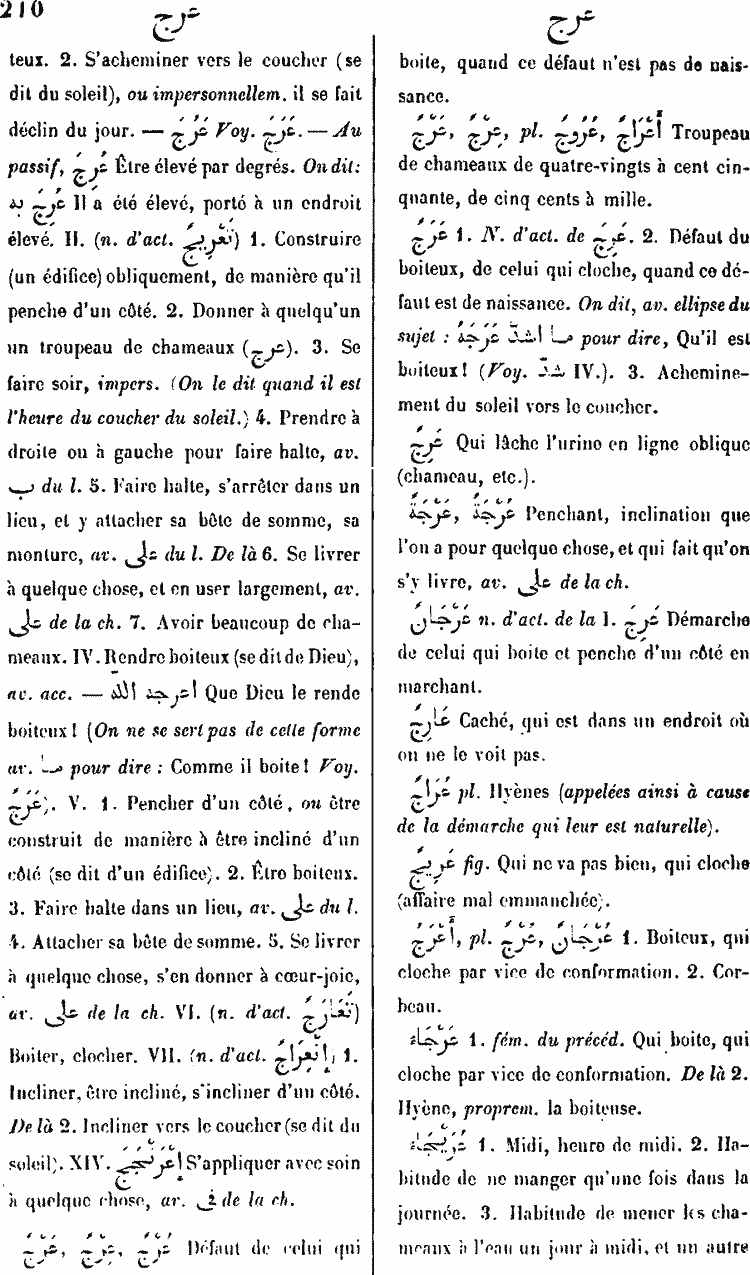 210
عرج
عرج
teux. 2. S'acheminer vers le coucher (se
dit du soleil), ou impersonnellem. il se fait
déclin du jour. — عَرُجَ Voy. عَرَجَ. — Au
passif, عُرِجَ Être élevé par degrés. On dit:
عُرِجَ به Il a été élevé, porté à un endroit
élevé. II. (n. d'act. تَعْرِيجٌ) 1. Construire
(un édifice) obliquement, de manière qu'il
penche d'un côté. 2. Donner à quelqu'un
un troupeau de chameaux (عرج). 3. Se
faire soir, impers. (On le dit quand il est
l'heure du coucher du soleil.) 4. Prendre à
droite ou à gauche pour faire halte, av.
ب du l. 5. Faire halte, s'arrêter dans un
lieu, et y attacher sa bête de somme, sa
monture, av. على du l. De là 6. Se livrer
à quelque chose, et en user largement, av.
على de la ch. 7. Avoir beaucoup de cha-
meaux. IV. Rendre boiteux (se dit de Dieu),
av. acc. — اعرجه اللّه Que Dieu le rende
boiteux! (On ne se sert pas de cette forme
av. ما pour dire : Comme il boite! Voy.
عَرَجٌ). V. 1. Pencher d'un côté, ou être
construit de manière à être incliné d'un
côté (se dit d'un édifice). 2. Être boiteux.
3. Faire halte dans un lieu, av. على du l.
4. Attacher sa bête de somme. 5. Se livrer
à quelque chose, s'en donner à cœur-joie,
av. على de la ch. VI. (n. d'act. تَعَارُجٌ)
Boiter, clocher. VII. (n. d'act. إِنْعِرَاجٌ) 1.
Incliner, être incliné, s'incliner d'un côté.
De là 2. Incliner vers le coucher (se dit du
soleil). XIV. إِعْرَنْجَجَ S'appliquer avec soin
à quelque chose, av. فى de la ch.
Défaut de celui qui
boite, quand ce défaut n'est pas de nais-
sance.
عَرْجٌ, عِرْجٌ, pl. أَعْرَاجٌ, عُرُوجٌ Troupeau
de chameaux de quatre-vingts à cent cin-
quante, de cinq cents à mille.
عَرَجٌ 1. N. d'act. de عَرِجَ. 2. Défaut du
boiteux, de celui qui cloche, quand ce dé-
faut est de naissance. On dit, av. ellipse du
sujet : ما اشدّ عَرَجَهُ pour dire, Qu'il est
boiteux! (Voy. شدّ IV.). 3. Achemine-
ment du soleil vers le coucher.
عَرِجٌ Qui lâche l'urine en ligne oblique
(chameau, etc.).
عُرْجَةٌ, عَرْجَةٌ Penchant, inclination que
l'on a pour quelque chose, et qui fait qu'on
s'y livre, av. على de la ch.
عَرَجَانٌ n. d'act. de la I. عَرَجَ Démarche
de celui qui boite et penche d'un côté en
marchant.
عَارِجٌ Caché, qui est dans un endroit où
on ne le voit pas.
عُرَاجٌ pl. Hyènes (appelées ainsi à cause
de la démarche qui leur est naturelle).
عَرِيجٌ fig. Qui ne va pas bien, qui cloche
(affaire mal emmanchée).
أَعْرَجُ, pl. عُرْجٌ, عُرْجَانٌ 1. Boiteux, qui
cloche par vice de conformation. 2. Cor-
beau.
عَرْجَاءُ 1. fém. du précéd. Qui boite, qui
cloche par vice de conformation. De là 2.
Hyène, proprem. la boiteuse.
عُرَيْجَاءُ 1. Midi, heure de midi. 2. Ha-
bitude de ne manger qu'une fois dans la
journée. 3. Habitude de mener les cha-
meaux à l'eau un jour à midi, et un autre